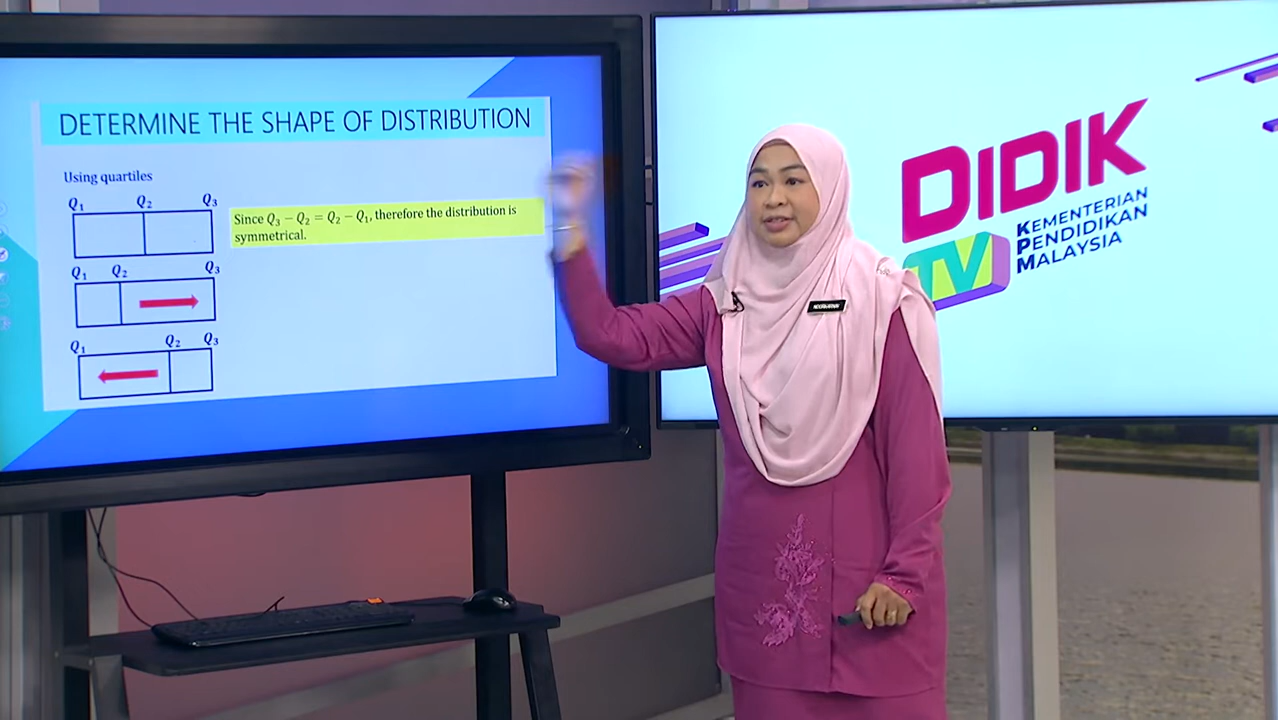 DETERMINE THE SHAPE OF DISTRIBUTION
Using quartiles
Q₁ Q₂ Q₃
Since Q₃ − Q₂ = Q₂ − Q₁, therefore the distribution is
symmetrical.
Q₁ Q₂ Q₃
Q₁ Q₂ Q₃
DIDIK
TV
KEMENTERIAN
PENDIDIKAN
MALAYSIA